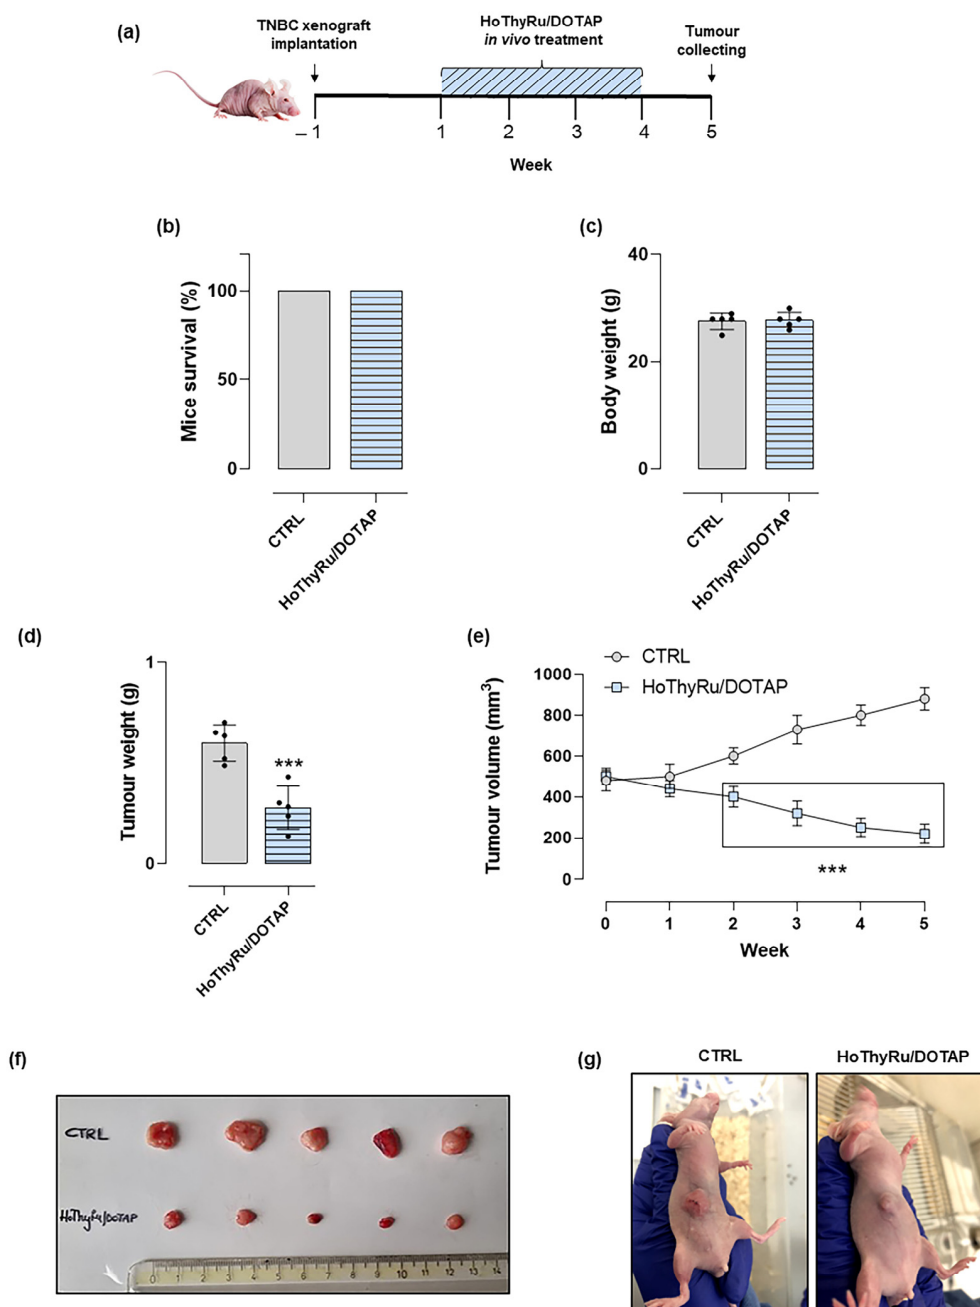 (a)
TNBC xenograft
implantation
HoThyRu/DOTAP
in vivo treatment
Tumour
collecting
– 1
1
2
3
4
5
Week
(b)
Mice survival (%)
100
50
0
CTRL
HoThyRu/DOTAP
(c)
Body weight (g)
40
20
0
CTRL
HoThyRu/DOTAP
(d)
Tumour weight (g)
1
0
***
CTRL
HoThyRu/DOTAP
(e)
CTRL
HoThyRu/DOTAP
Tumour volume (mm3)
1000
800
600
400
200
0
***
0
1
2
3
4
5
Week
(f)
CTRL
HoThyRu/DOTAP
0 1 2 3 4 5 6 7 8 9 10 11 12 13 14
(g)
CTRL
HoThyRu/DOTAP